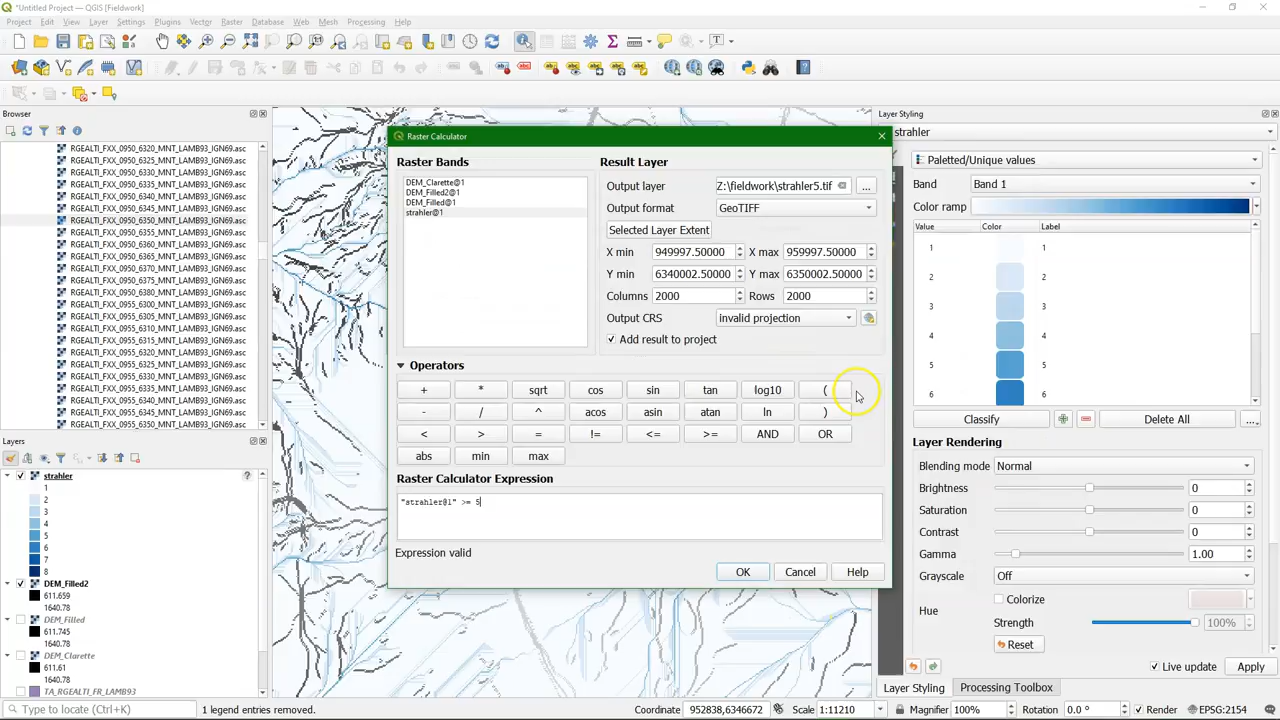 *Untitled Project — QGIS [Fieldwork]
Project Edit View Layer Settings Plugins Vector Raster Database Web Mesh Processing Help
Browser
RGEALTI_FXX_0950_6320_MNT_LAMB93_IGN69.asc
RGEALTI_FXX_0950_6325_MNT_LAMB93_IGN69.asc
RGEALTI_FXX_0950_6330_MNT_LAMB93_IGN69.asc
RGEALTI_FXX_0950_6335_MNT_LAMB93_IGN69.asc
RGEALTI_FXX_0950_6340_MNT_LAMB93_IGN69.asc
RGEALTI_FXX_0950_6345_MNT_LAMB93_IGN69.asc
RGEALTI_FXX_0950_6350_MNT_LAMB93_IGN69.asc
RGEALTI_FXX_0950_6355_MNT_LAMB93_IGN69.asc
RGEALTI_FXX_0950_6360_MNT_LAMB93_IGN69.asc
RGEALTI_FXX_0950_6365_MNT_LAMB93_IGN69.asc
RGEALTI_FXX_0950_6370_MNT_LAMB93_IGN69.asc
RGEALTI_FXX_0950_6375_MNT_LAMB93_IGN69.asc
RGEALTI_FXX_0950_6380_MNT_LAMB93_IGN69.asc
RGEALTI_FXX_0955_6300_MNT_LAMB93_IGN69.asc
RGEALTI_FXX_0955_6305_MNT_LAMB93_IGN69.asc
RGEALTI_FXX_0955_6310_MNT_LAMB93_IGN69.asc
RGEALTI_FXX_0955_6315_MNT_LAMB93_IGN69.asc
RGEALTI_FXX_0955_6320_MNT_LAMB93_IGN69.asc
RGEALTI_FXX_0955_6325_MNT_LAMB93_IGN69.asc
RGEALTI_FXX_0955_6330_MNT_LAMB93_IGN69.asc
RGEALTI_FXX_0955_6335_MNT_LAMB93_IGN69.asc
RGEALTI_FXX_0955_6340_MNT_LAMB93_IGN69.asc
RGEALTI_FXX_0955_6345_MNT_LAMB93_IGN69.asc
RGEALTI_FXX_0955_6350_MNT_LAMB93_IGN69.asc
Layers
strahler ?
1
2
3
4
5
6
7
8
DEM_Filled2
611.659
1640.78
DEM_Filled
611.745
1640.78
DEM_Clarette
611.61
1640.78
TA_RGEALTI_FR_LAMB93
Raster Calculator
Raster Bands
DEM_Clarette@1
DEM_Filled2@1
DEM_Filled@1
strahler@1
Result Layer
Output layer Z:\fieldwork\strahler5.tif ...
Output format GeoTIFF
Selected Layer Extent
X min 949997.50000 X max 959997.50000
Y min 6340002.50000 Y max 6350002.50000
Columns 2000 Rows 2000
Output CRS invalid projection
Add result to project
Operators
+ * sqrt cos sin tan log10 (
- / ^ acos asin atan ln )
< > = != <= >= AND OR
abs min max
Raster Calculator Expression
"strahler@1" >= 5
Expression valid
OK Cancel Help
Layer Styling
strahler
Paletted/Unique values
Band Band 1
Color ramp
Value Color Label
1 1
2 2
3 3
4 4
5 5
6 6
Classify Delete All ...
Layer Rendering
Blending mode Normal
Brightness 0
Saturation 0
Contrast 0
Gamma 1.00
Grayscale Off
Hue Colorize
Strength 100%
Reset
Live update Apply
Layer Styling Processing Toolbox
Type to locate (Ctrl+K) 1 legend entries removed. Coordinate 952838,6346672 Scale 1:11210 Magnifier 100% Rotation 0.0 ° Render EPSG:2154